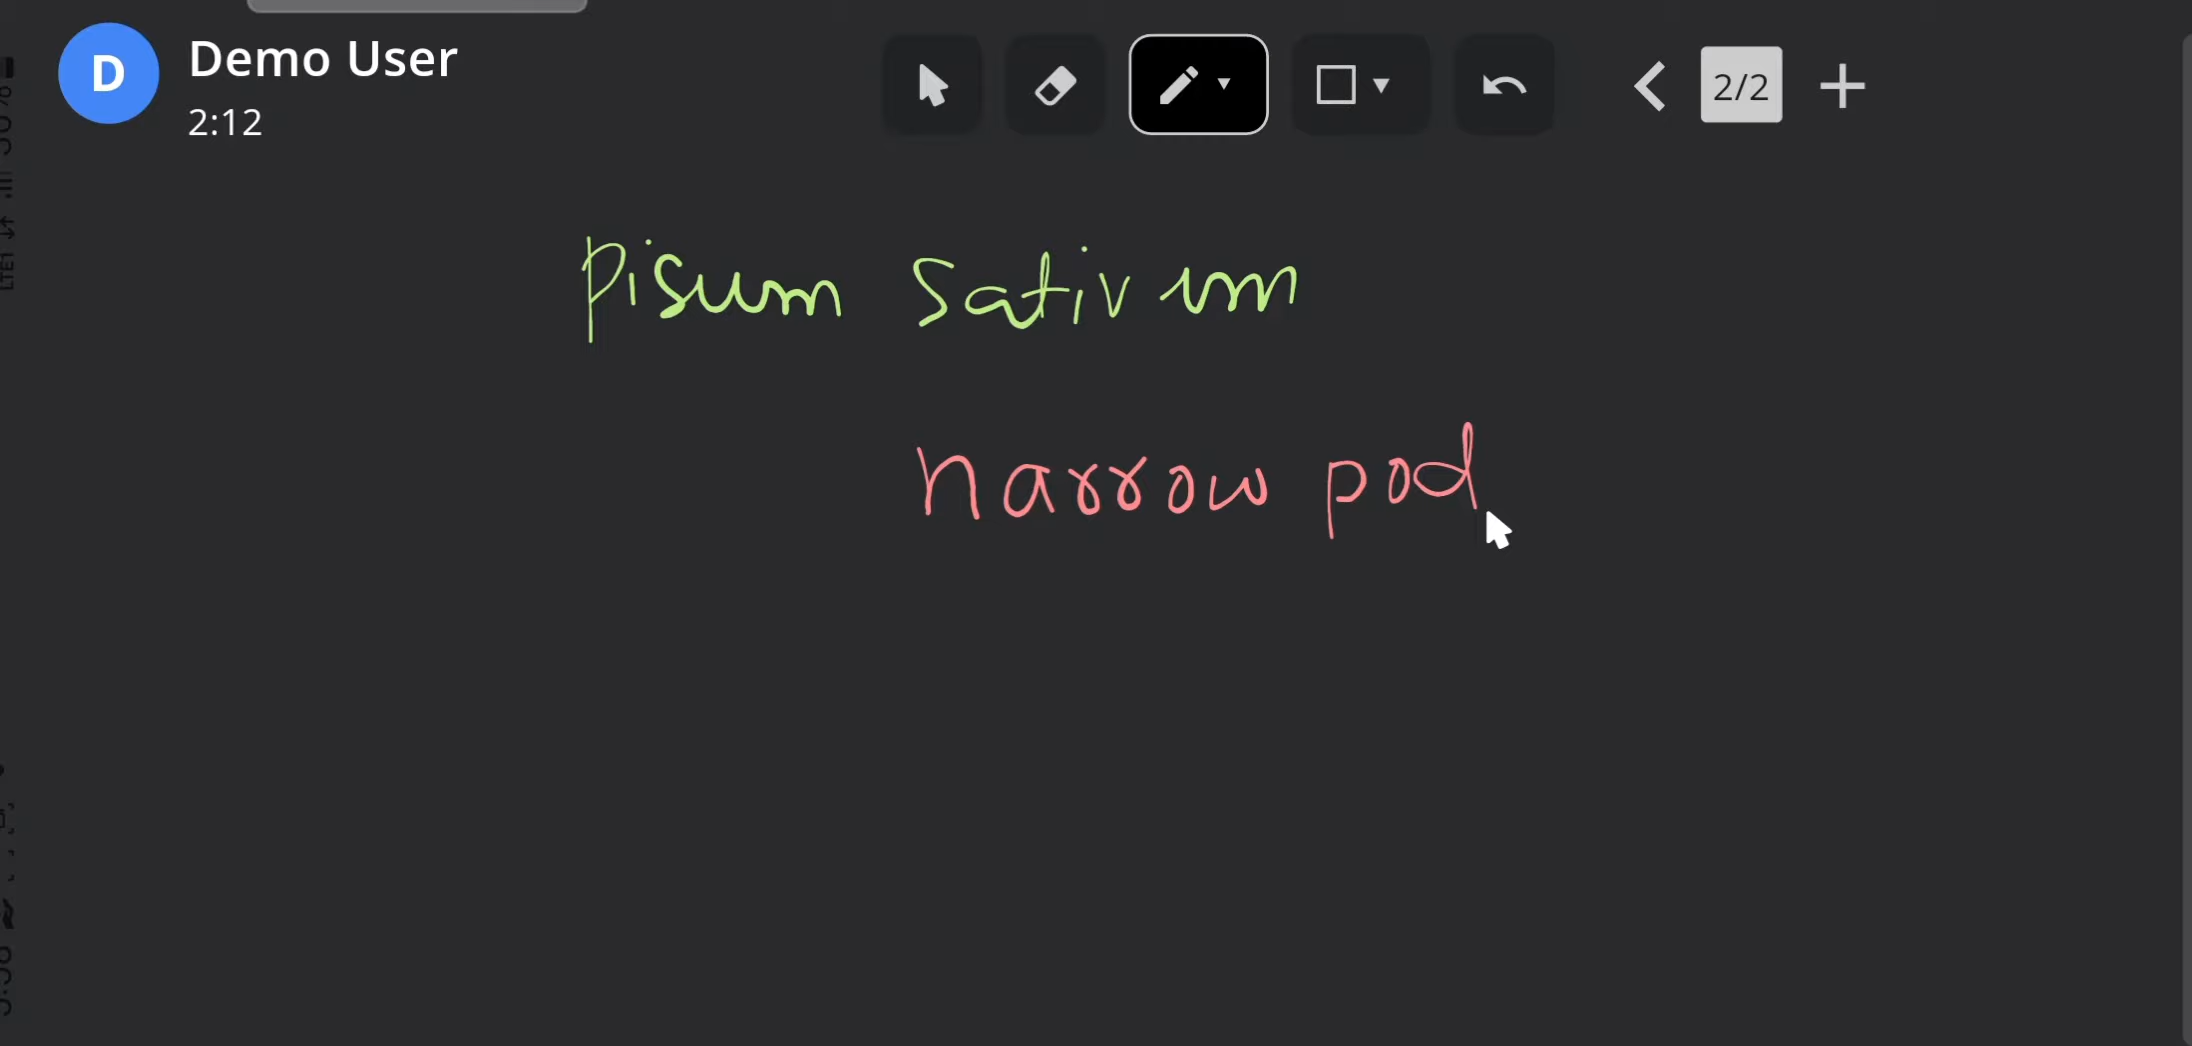 D
Demo User
2:12
2/2
Pisum Sativum
narrow pod